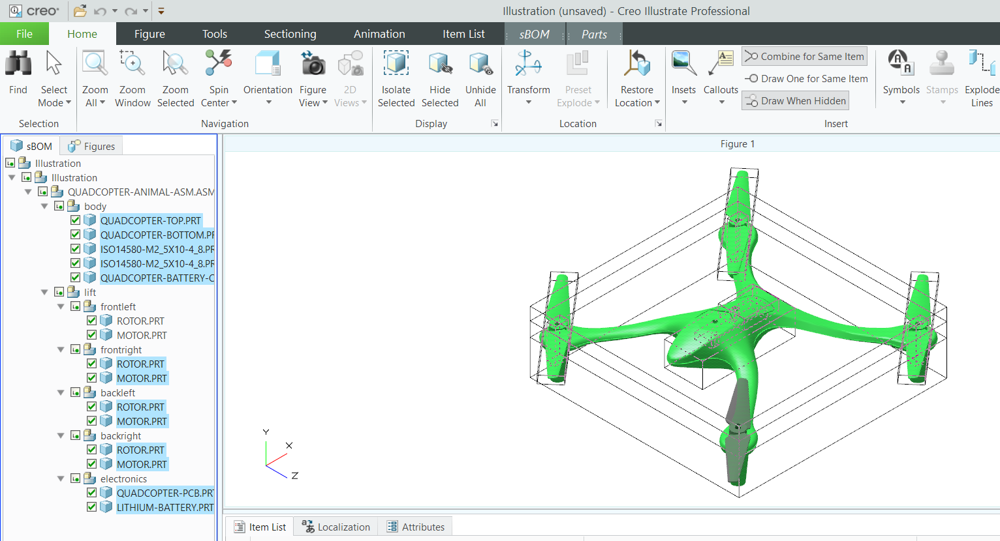 creo®
Illustration (unsaved) - Creo Illustrate Professional
File Home Figure Tools Sectioning Animation Item List sBOM Parts
Find
Select Mode
Selection
Zoom All
Zoom Window
Zoom Selected
Spin Center
Orientation
Figure View
2D Views
Navigation
Isolate Selected
Hide Selected
Unhide All
Display
Transform
Preset Explode
Restore Location
Location
Inserts
Callouts
Combine for Same Item
Draw One for Same Item
Draw When Hidden
Symbols
Stamps
Explode Lines
Insert
sBOM Figures
Illustration
Illustration
QUADCOPTER-ANIMAL-ASM.ASM
body
QUADCOPTER-TOP.PRT
QUADCOPTER-BOTTOM.PR
ISO14580-M2_5X10-4_8.PR
ISO14580-M2_5X10-4_8.PR
QUADCOPTER-BATTERY-C
lift
frontleft
ROTOR.PRT
MOTOR.PRT
frontright
ROTOR.PRT
MOTOR.PRT
backleft
ROTOR.PRT
MOTOR.PRT
backright
ROTOR.PRT
MOTOR.PRT
electronics
QUADCOPTER-PCB.PRT
LITHIUM-BATTERY.PRT
Figure 1
Y
X
Z
Item List Localization Attributes